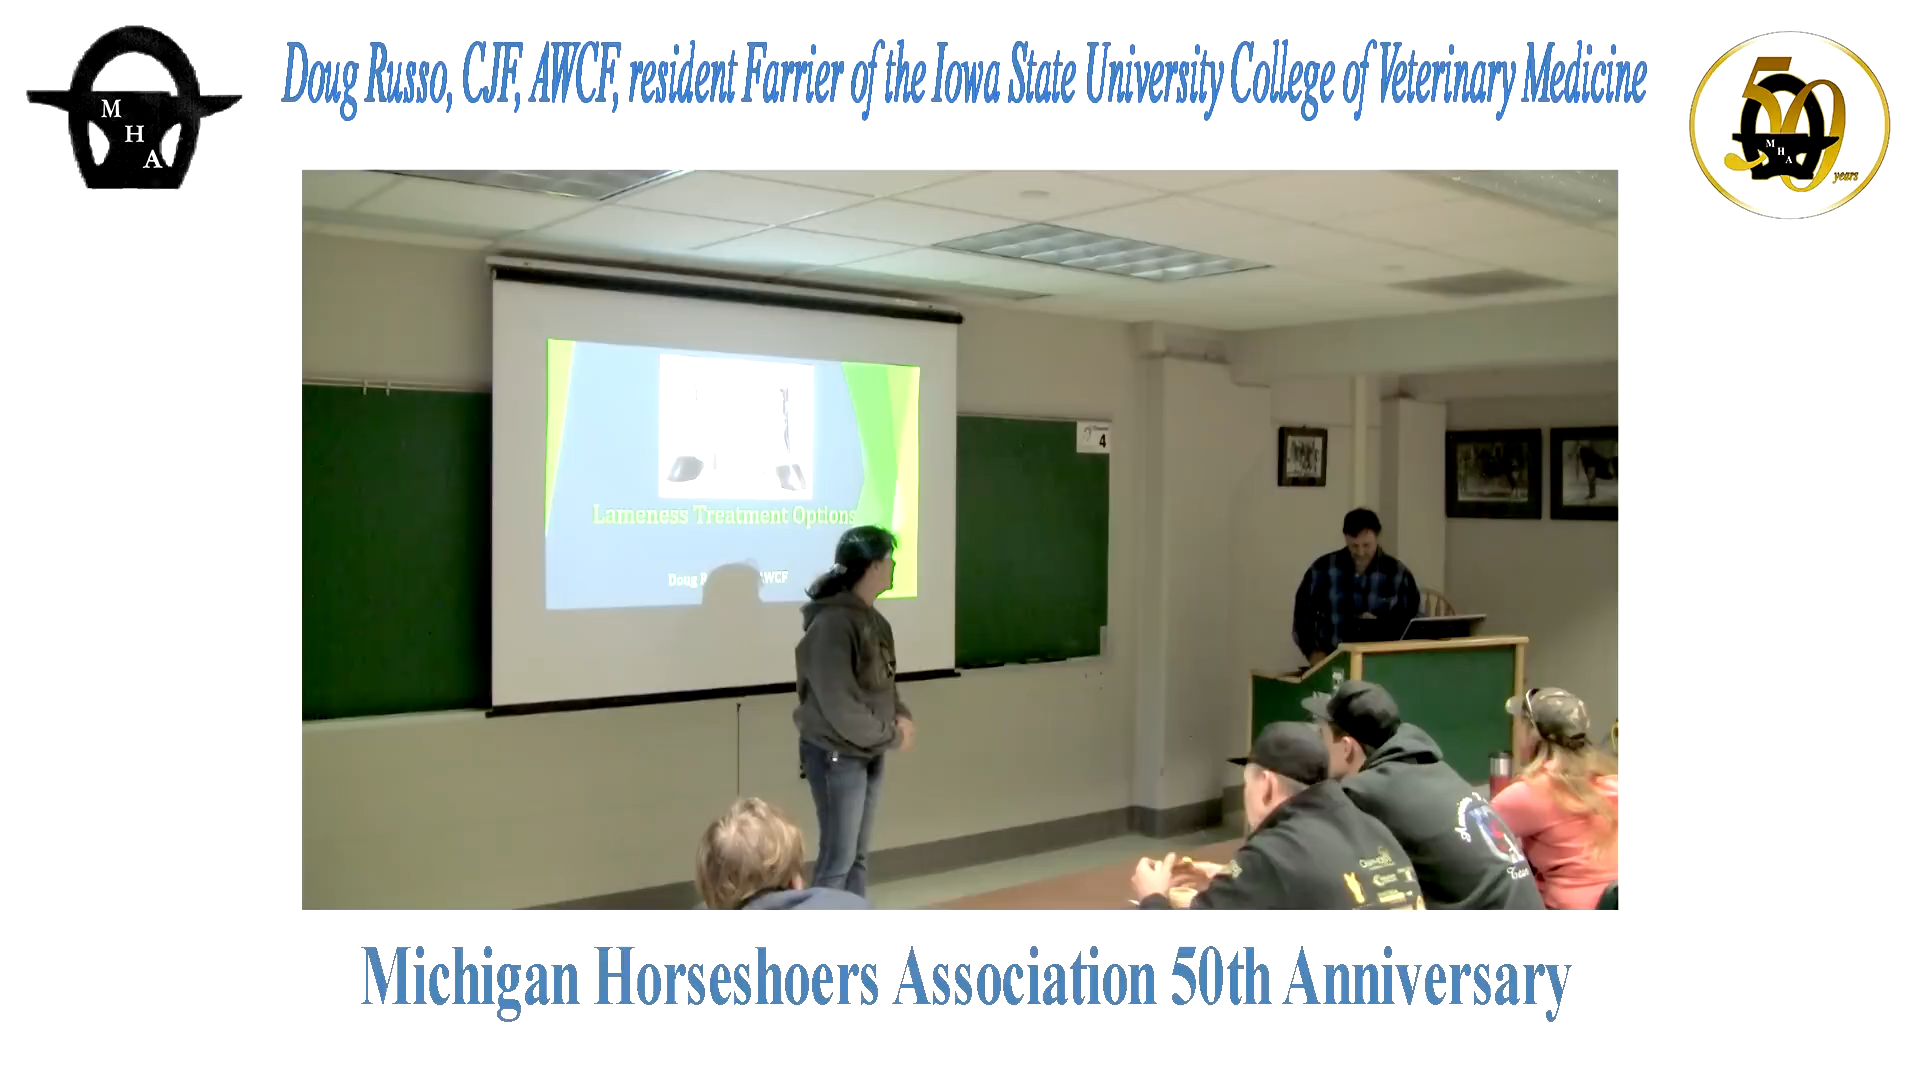 Doug Russo, CJF, AWCF, resident Farrier of the Iowa State University College of Veterinary Medicine
M
H
A
50
M
H
A
years
4
Lameness Treatment Options
Doug AWCF
Michigan Horseshoers Association 50th Anniversary